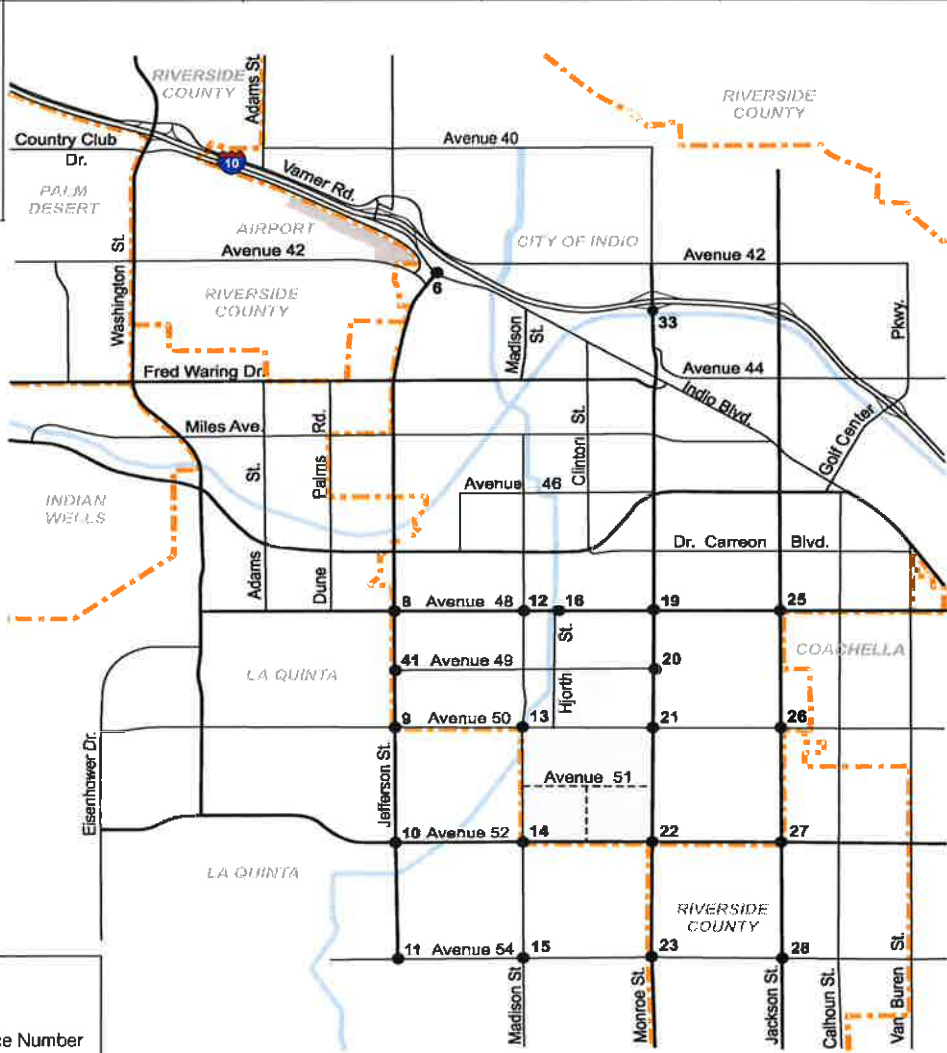 RIVERSIDE
COUNTY
Adams St.
RIVERSIDE
COUNTY
Country Club
Dr.
10
Avenue 40
Varner Rd.
PALM
DESERT
AIRPORT
CITY OF INDIO
Washington St.
Avenue 42
Avenue 42
6
RIVERSIDE
COUNTY
33
Madison
St.
Pkwy.
Fred Waring Dr.
Avenue 44
Indio Blvd.
Miles Ave.
Rd.
Clinton St.
Golf Center
St.
Palms
Avenue 46
INDIAN
WELLS
Dr. Carreon Blvd.
Adams
Dune
8 Avenue 48 12 16 19 25
St.
COACHELLA
41 Avenue 49 20
LA QUINTA
Hjorth
9 Avenue 50 13 21 26
Eisenhower Dr.
Jefferson St.
Avenue 51
10 Avenue 52 14 22 27
LA QUINTA
RIVERSIDE
COUNTY
11 Avenue 54 15 23 28
Madison St
Monroe St.
Jackson St.
Calhoun St.
Van Buren St.
ce Number